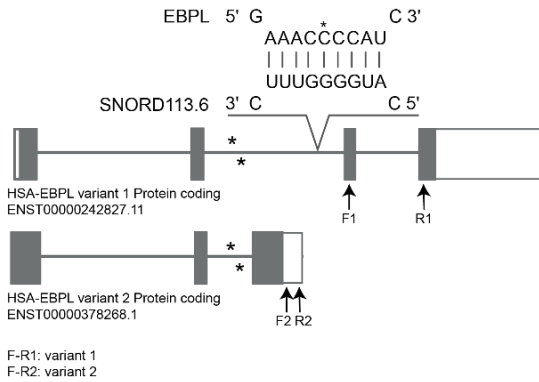 EBPL 5' G C 3'
*
AAACCCCAU
UUUGGGGUA
SNORD113.6 3' C C 5'
*
*
HSA-EBPL variant 1 Protein coding
ENST00000242827.11
F1 R1
*
*
HSA-EBPL variant 2 Protein coding
ENST00000378268.1
F2 R2
F-R1: variant 1
F-R2: variant 2